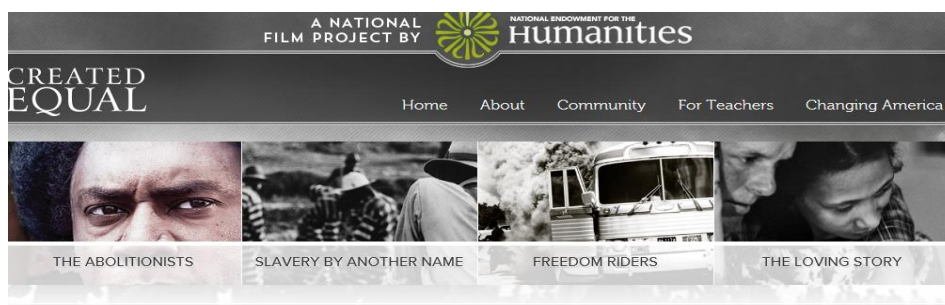 A NATIONAL
FILM PROJECT BY
NATIONAL ENDOWMENT FOR THE
Humanities
CREATED
EQUAL
Home About Community For Teachers Changing America
THE ABOLITIONISTS SLAVERY BY ANOTHER NAME FREEDOM RIDERS THE LOVING STORY